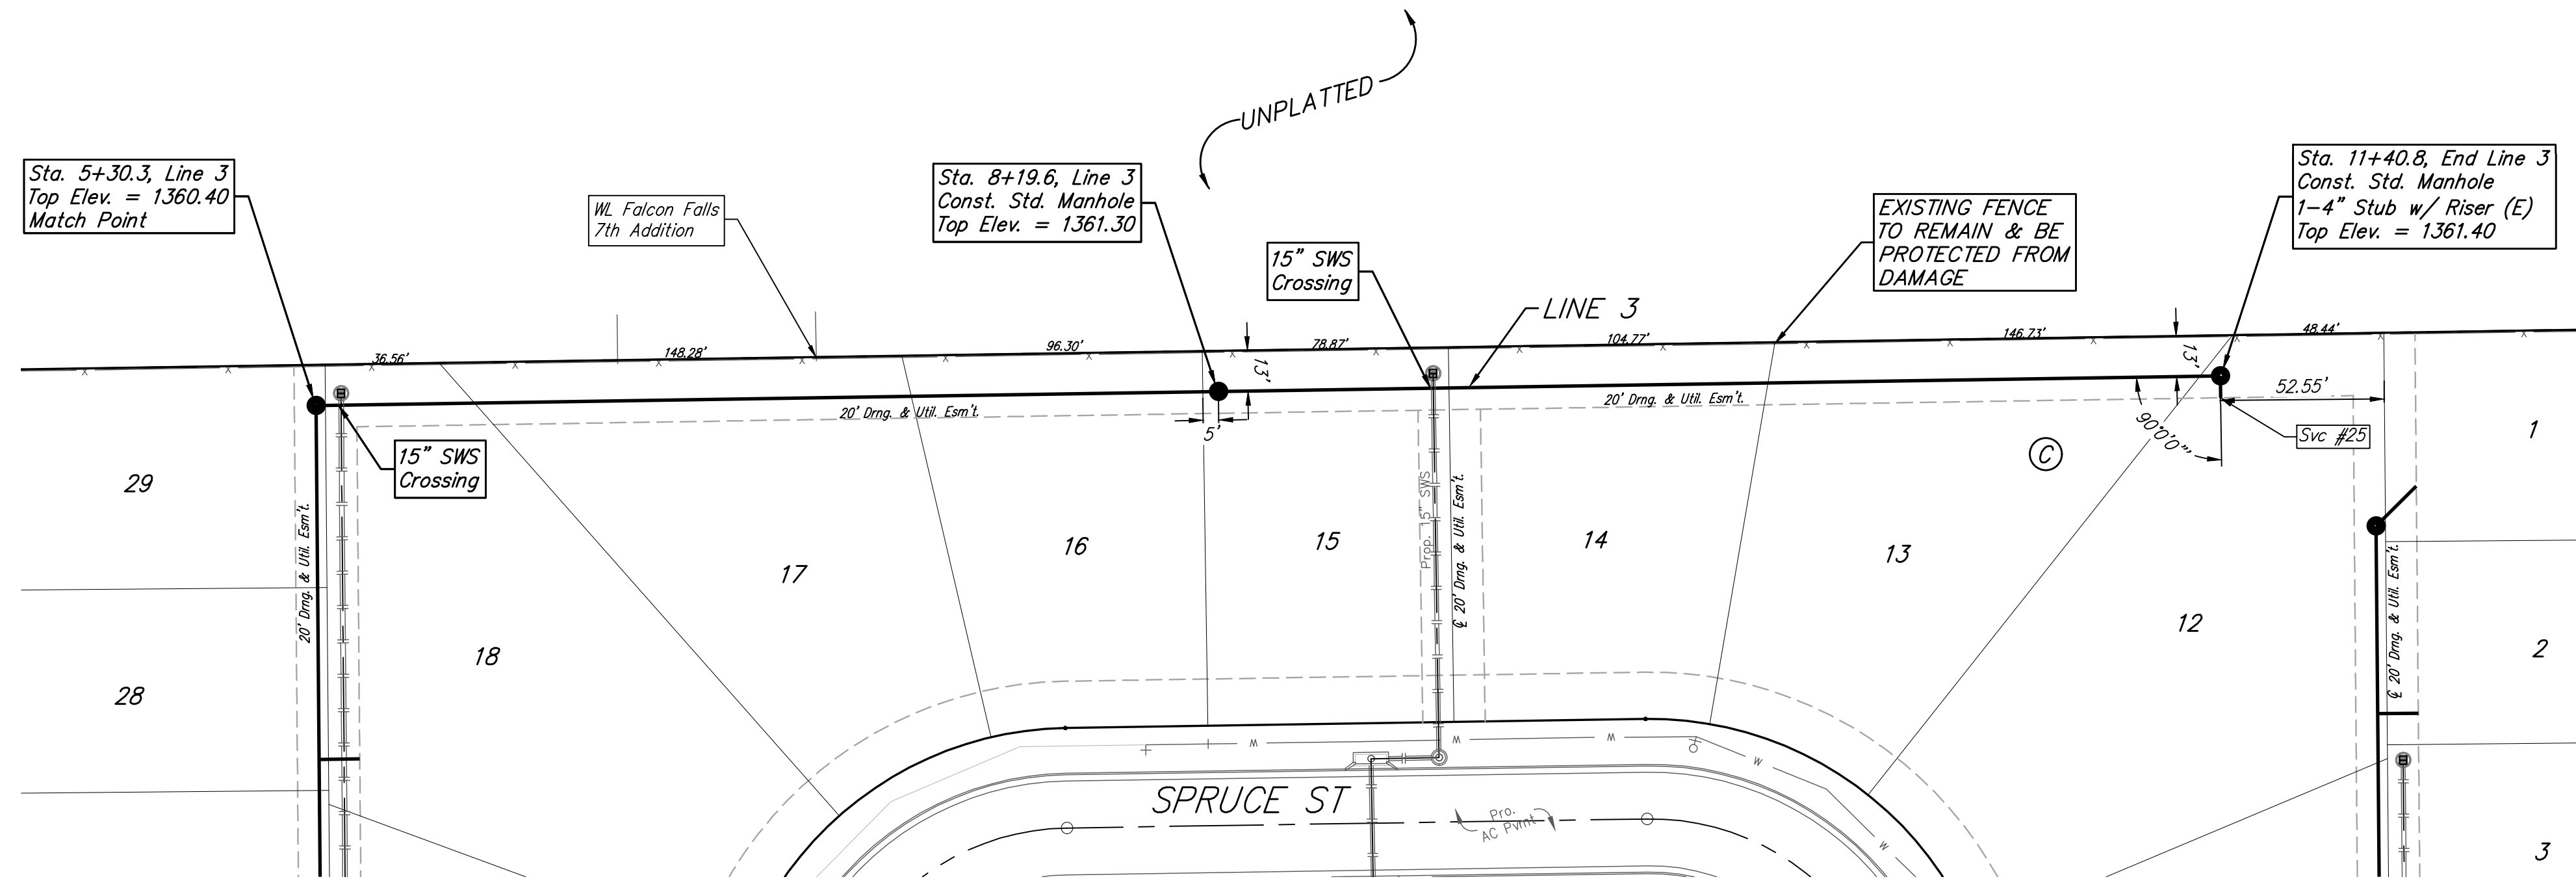 UNPLATTED
Sta. 5+30.3, Line 3
Top Elev. = 1360.40
Match Point
WL Falcon Falls
7th Addition
Sta. 8+19.6, Line 3
Const. Std. Manhole
Top Elev. = 1361.30
15" SWS
Crossing
EXISTING FENCE
TO REMAIN & BE
PROTECTED FROM
DAMAGE
Sta. 11+40.8, End Line 3
Const. Std. Manhole
1-4" Stub w/ Riser (E)
Top Elev. = 1361.40
LINE 3
36.56'
148.28'
96.30'
78.87'
104.77'
146.73'
48.44'
13'
13'
52.55'
20' Drng. & Util. Esm't.
20' Drng. & Util. Esm't.
5'
90°0'0"
Svc #25
15" SWS
Crossing
C
29
1
20' Drng. & Util. Esm't.
Prop. 15" SWS
℄ 20' Drng. & Util. Esm't.
℄ 20' Drng. & Util. Esm't.
18
17
16
15
14
13
12
28
2
3
W
W
W
W
W
SPRUCE ST
Pro.
AC Pvmt